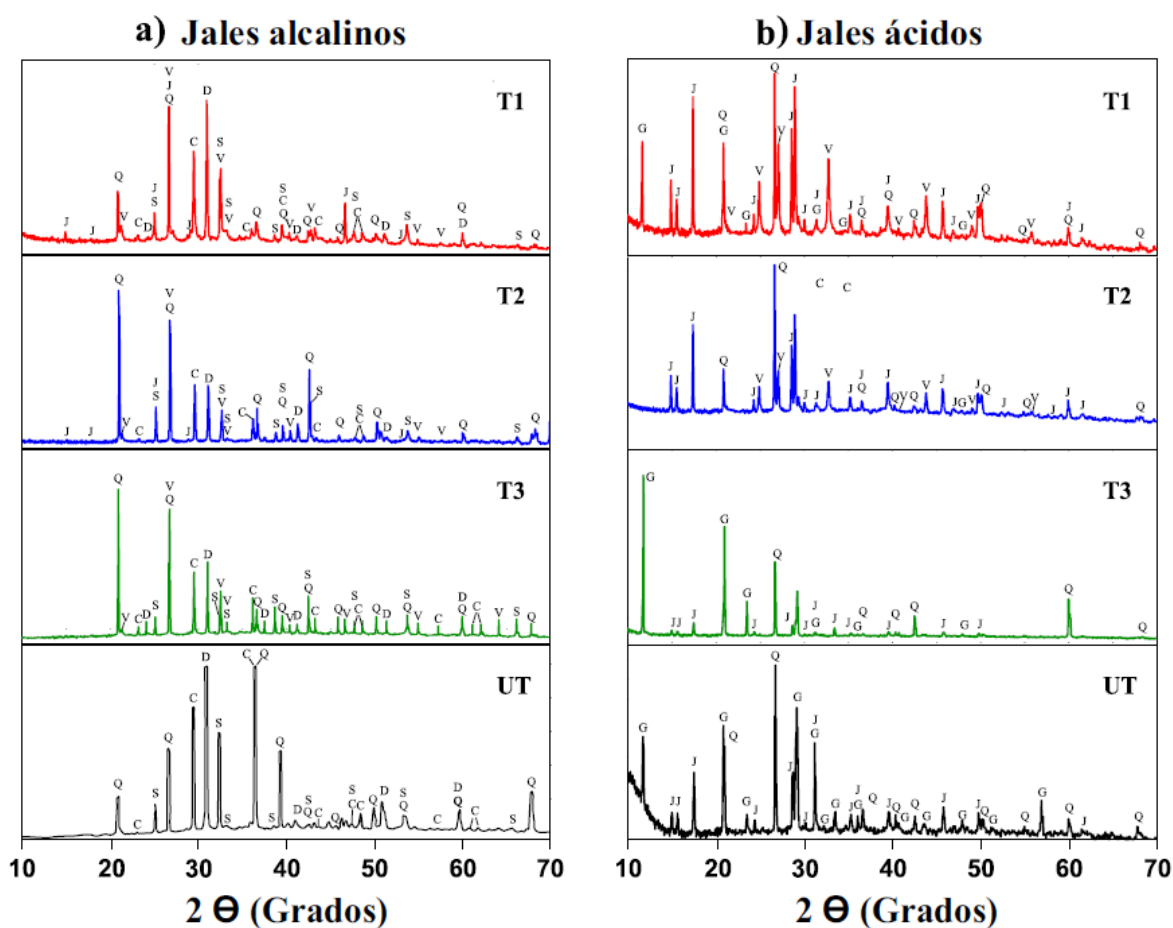 a) Jales alcalinos
T1
J J Q V C D J S V J Q J C D S V S V C Q S S C Q V D Q V C Q J S C Q D J S V V Q D S Q
T2
J J Q V C J S V Q J C D S V S V C Q S S Q V D Q S C Q S C Q D J S V V Q S Q
T3
Q V C D S V Q C D S V V S C Q D S Q V D S Q C Q V S C Q D S Q V C D Q C V S Q
UT
Q C S Q C D S S C Q S Q D S Q C Q S C C Q D S Q C D Q C S Q
10 20 30 40 50 60 70
2 Ɵ (Grados)
b) Jales ácidos
T1
G J J J Q G V G J V Q V J J J J G V G J J Q J Q V Q V J J G V J Q Q V J Q J Q
T2
J J J Q J V Q V J J C J V C J J Q J Q V Q V J J G V J Q J Q V J J J Q
T3
G J J J G G J Q J J J G J J G Q J Q Q J G J Q Q
UT
G J J J G Q G J Q J G J J G G G J J G Q J Q G Q G J G J Q G Q G Q J Q
10 20 30 40 50 60 70
2 Ɵ (Grados)